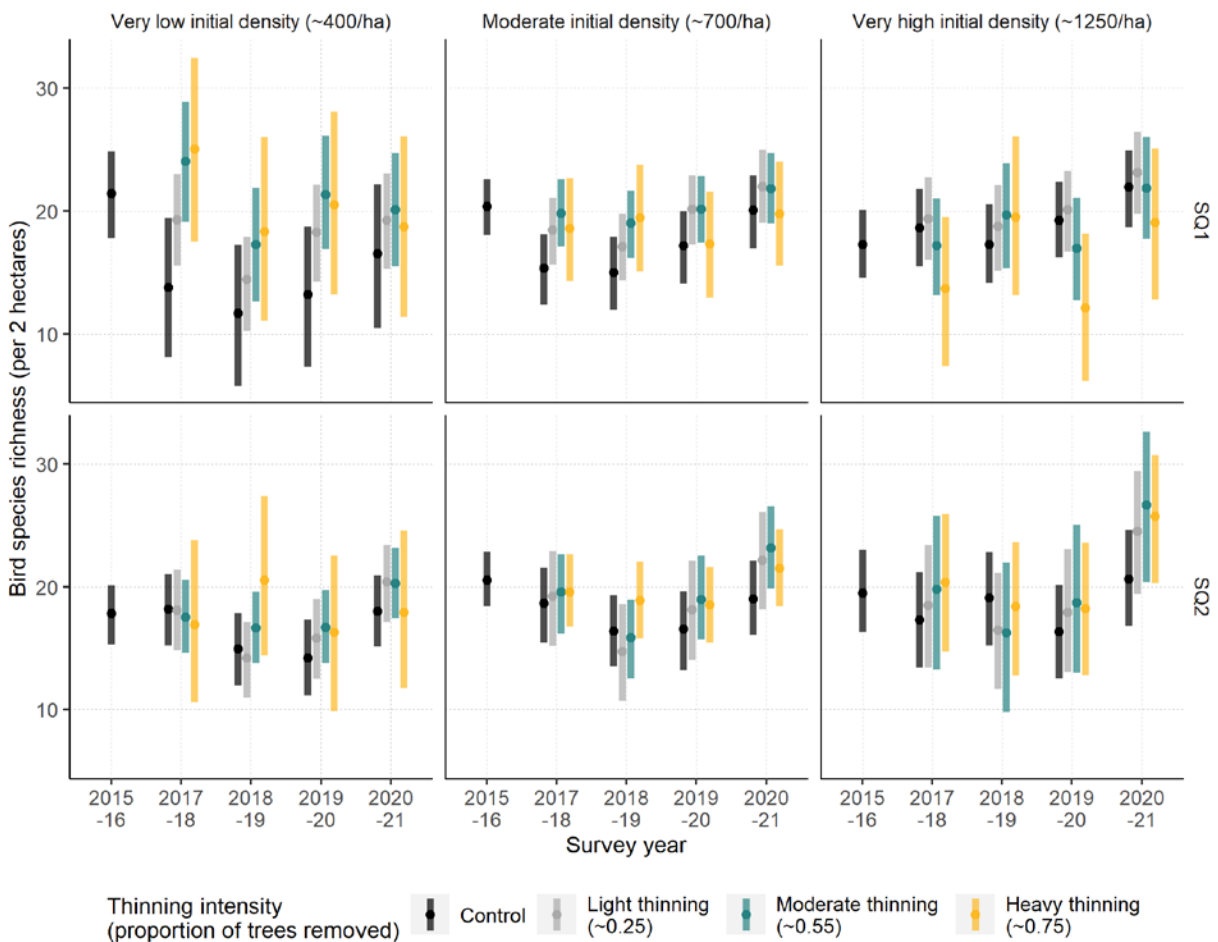 Very low initial density (~400/ha)
Moderate initial density (~700/ha)
Very high initial density (~1250/ha)
Bird species richness (per 2 hectares)
30
20
10
SQ1
30
20
10
SQ2
2015 2017 2018 2019 2020
-16 -18 -19 -20 -21
2015 2017 2018 2019 2020
-16 -18 -19 -20 -21
2015 2017 2018 2019 2020
-16 -18 -19 -20 -21
Survey year
Thinning intensity
(proportion of trees removed)
Control
Light thinning
(~0.25)
Moderate thinning
(~0.55)
Heavy thinning
(~0.75)